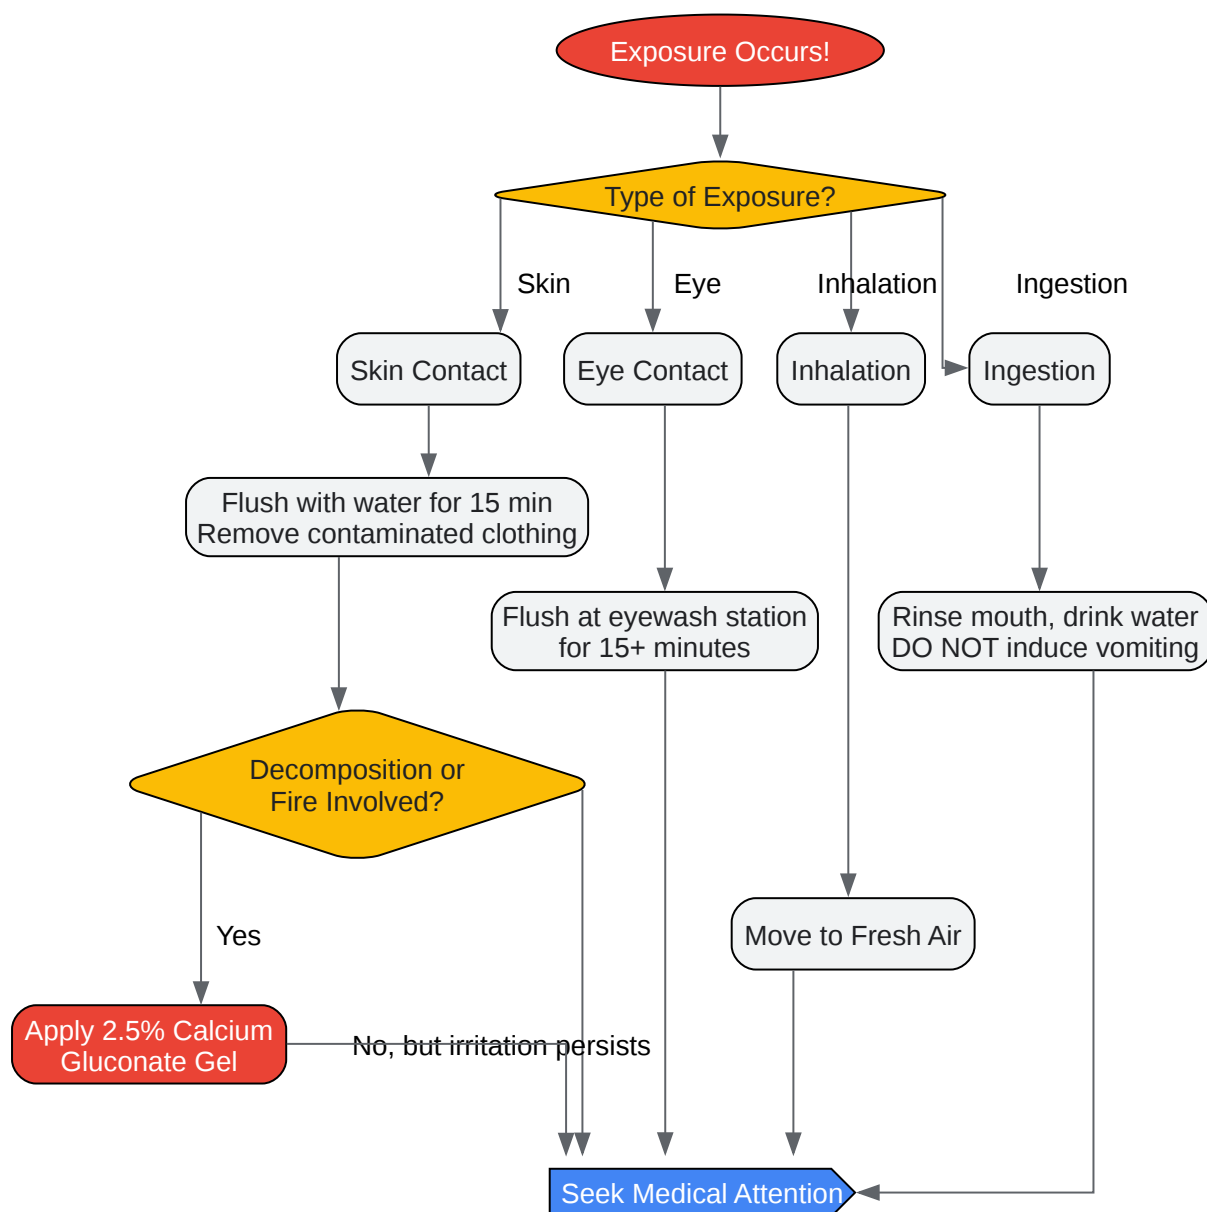 Exposure Occurs!
Type of Exposure?
Skin
Eye
Inhalation
Ingestion
Skin Contact
Eye Contact
Inhalation
Ingestion
Flush with water for 15 min
Remove contaminated clothing
Flush at eyewash station
for 15+ minutes
Rinse mouth, drink water
DO NOT induce vomiting
Decomposition or
Fire Involved?
Yes
Move to Fresh Air
Apply 2.5% Calcium
Gluconate Gel
No, but irritation persists
Seek Medical Attention